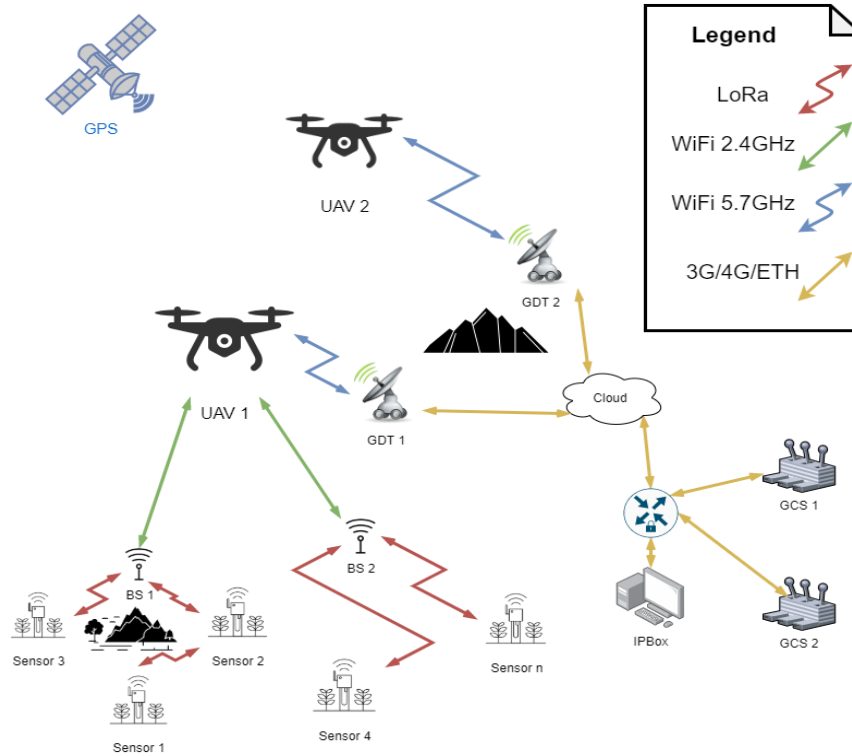 Legend
LoRa
WiFi 2.4GHz
WiFi 5.7GHz
3G/4G/ETH
GPS
UAV 2
GDT 2
UAV 1
GDT 1
Cloud
GCS 1
BS 1
BS 2
IPBox
GCS 2
Sensor 3
Sensor 2
Sensor n
Sensor 1
Sensor 4